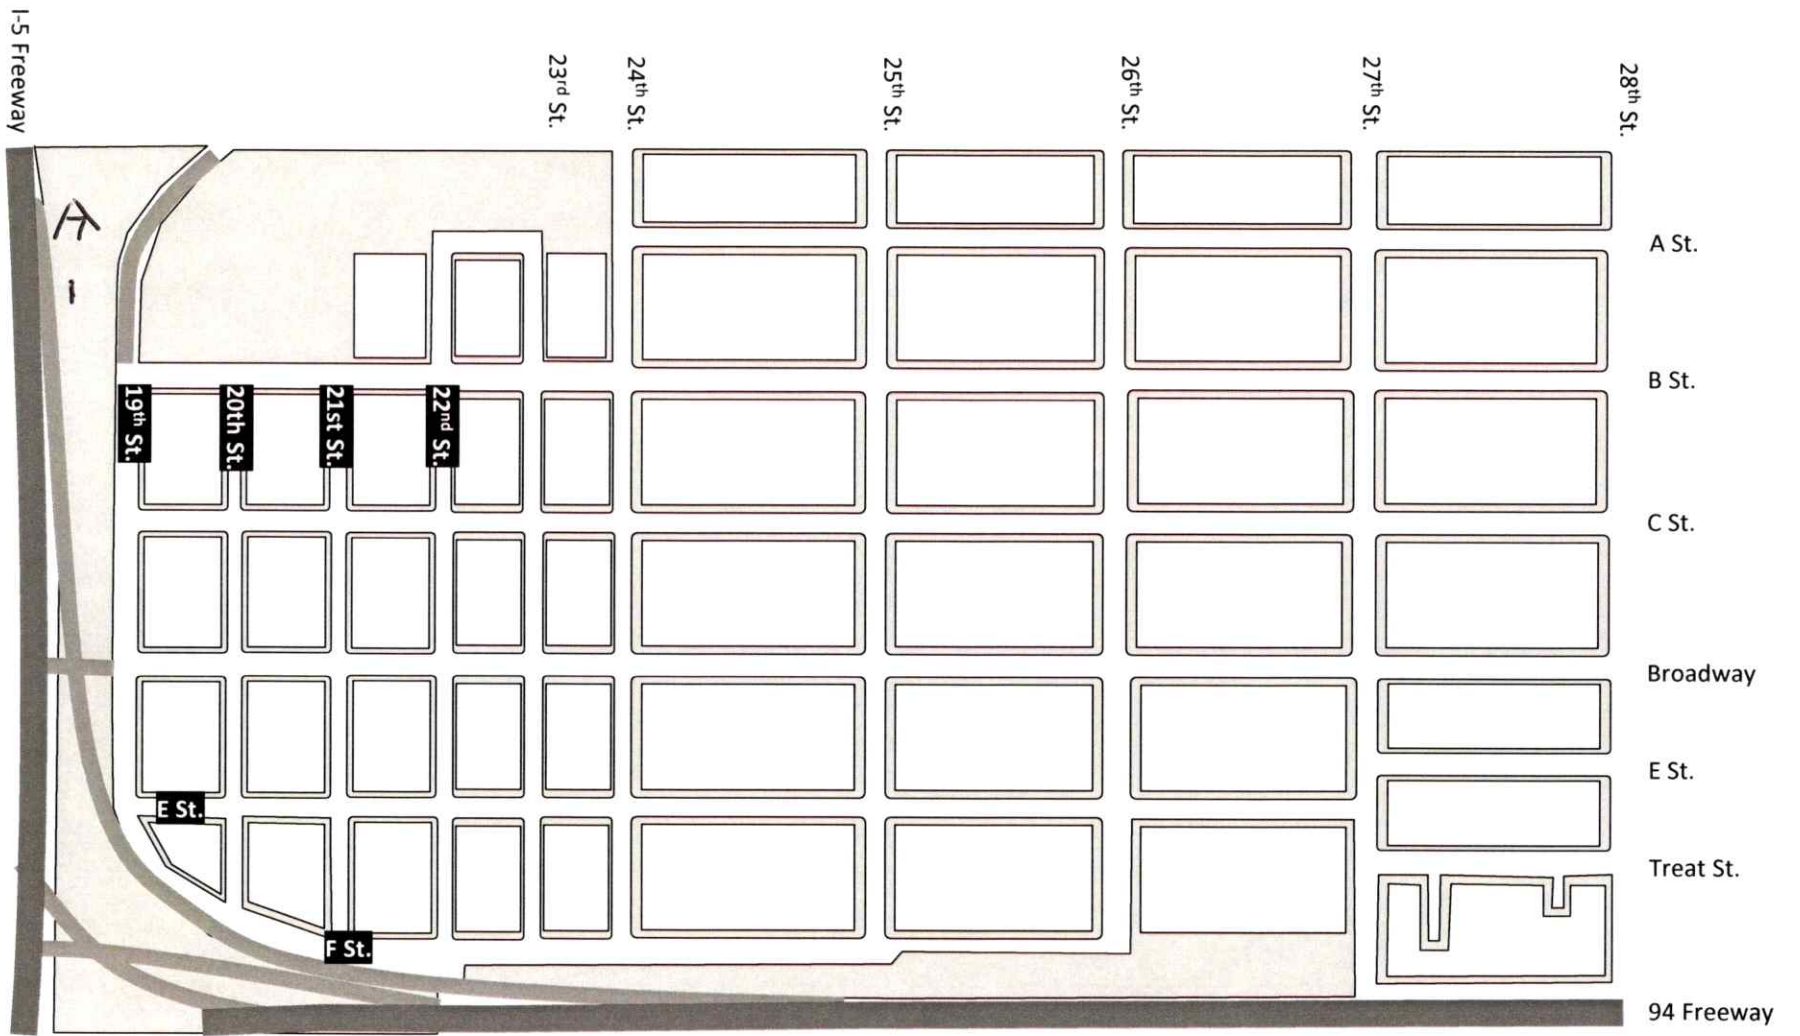 I-5 Freeway
23rd St.
24th St.
25th St.
26th St.
27th St.
28th St.
A St.
B St.
19th St.
20th St.
21st St.
22nd St.
C St.
Broadway
E St.
E St.
Treat St.
F St.
94 Freeway